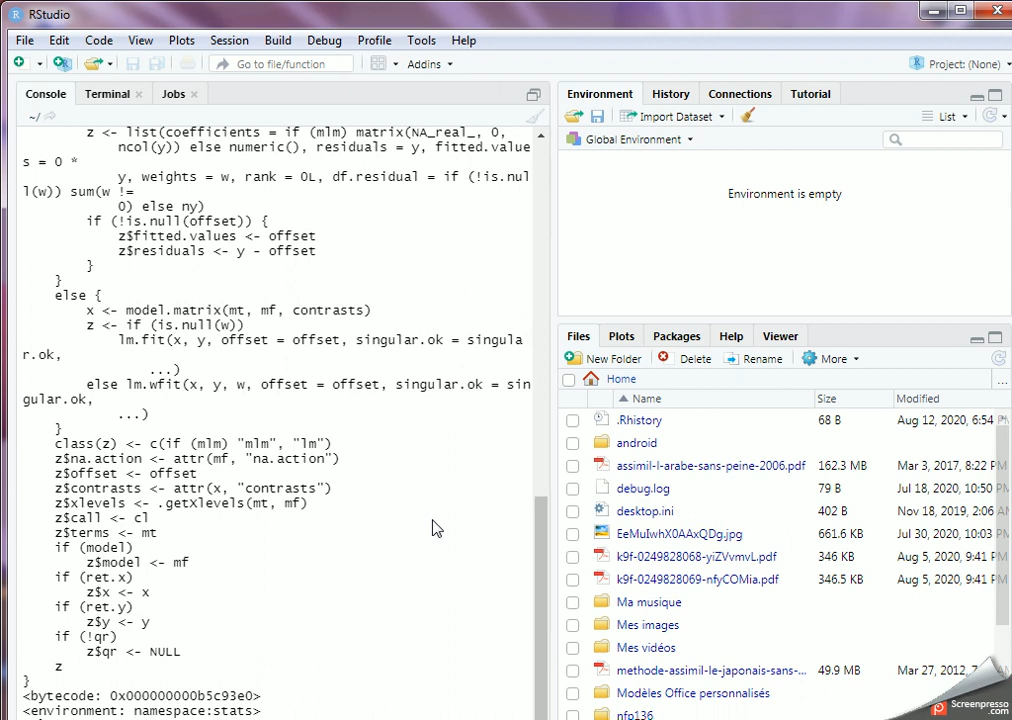 RStudio
File Edit Code View Plots Session Build Debug Profile Tools Help
Go to file/function Addins Project: (None)
Console Terminal Jobs
~/
z <- list(coefficients = if (mlm) matrix(NA_real_, 0,
ncol(y)) else numeric(), residuals = y, fitted.value
s = 0 *
y, weights = w, rank = 0L, df.residual = if (!is.nul
l(w)) sum(w !=
0) else ny)
if (!is.null(offset)) {
z$fitted.values <- offset
z$residuals <- y - offset
}
}
else {
x <- model.matrix(mt, mf, contrasts)
z <- if (is.null(w))
lm.fit(x, y, offset = offset, singular.ok = singula
r.ok,
...)
else lm.wfit(x, y, w, offset = offset, singular.ok = sin
gular.ok,
...)
}
class(z) <- c(if (mlm) "mlm", "lm")
z$na.action <- attr(mf, "na.action")
z$offset <- offset
z$contrasts <- attr(x, "contrasts")
z$xlevels <- .getXlevels(mt, mf)
z$call <- cl
z$terms <- mt
if (model)
z$model <- mf
if (ret.x)
z$x <- x
if (ret.y)
z$y <- y
if (!qr)
z$qr <- NULL
z
}
<bytecode: 0x000000000b5c93e0>
<environment: namespace:stats>
Environment History Connections Tutorial
Import Dataset List
Global Environment
Environment is empty
Files Plots Packages Help Viewer
New Folder Delete Rename More
Home ...
Name Size Modified
.Rhistory 68 B Aug 12, 2020, 6:54 PM
android
assimil-l-arabe-sans-peine-2006.pdf 162.3 MB Mar 3, 2017, 8:22 PM
debug.log 79 B Jul 18, 2020, 10:50 PM
desktop.ini 402 B Nov 18, 2019, 2:06 AM
EeMuIwhX0AAxQDg.jpg 661.6 KB Jul 30, 2020, 10:03 PM
k9f-0249828068-yiZVvmvL.pdf 346 KB Aug 5, 2020, 9:41 PM
k9f-0249828069-nfyCOMia.pdf 346.5 KB Aug 5, 2020, 9:41 PM
Ma musique
Mes images
Mes vidéos
methode-assimil-le-japonais-sans-... 49.9 MB Mar 27, 2012, 7
Modèles Office personnalisés
nfp136
Screenpresso
.com